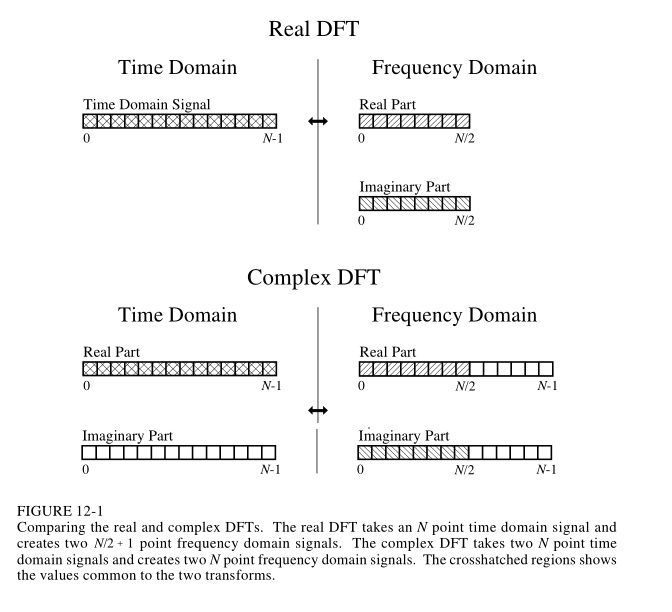 Real DFT
Time Domain
Frequency Domain
Time Domain Signal
Real Part
0
N-1
0
N/2
Imaginary Part
0
N/2
Complex DFT
Time Domain
Frequency Domain
Real Part
Real Part
0
N-1
0
N/2
N-1
Imaginary Part
Imaginary Part
0
N-1
0
N/2
N-1
FIGURE 12-1
Comparing the real and complex DFTs. The real DFT takes an N point time domain signal and
creates two N/2 + 1 point frequency domain signals. The complex DFT takes two N point time
domain signals and creates two N point frequency domain signals. The crosshatched regions shows
the values common to the two transforms.